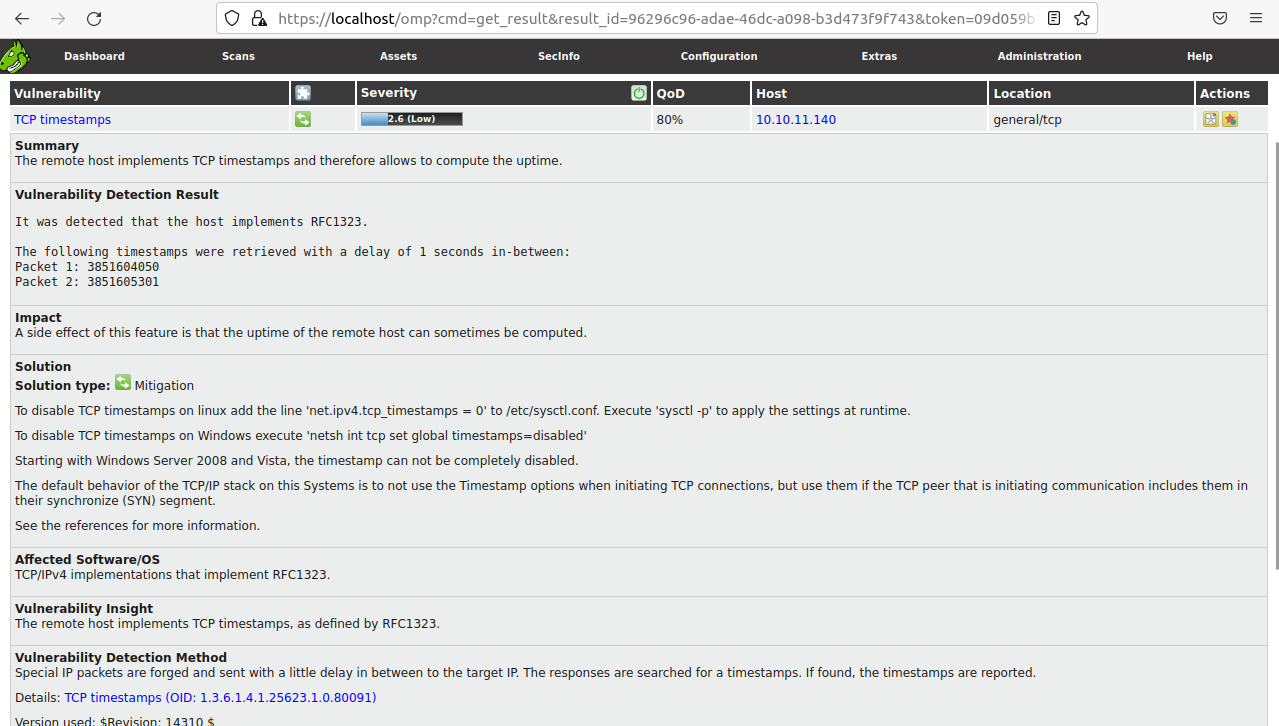 https://localhost/omp?cmd=get_result&result_id=96296c96-adae-46dc-a098-b3d473f9f743&token=09d059b
Dashboard Scans Assets SecInfo Configuration Extras Administration Help
Vulnerability Severity QoD Host Location Actions
TCP timestamps 2.6 (Low) 80% 10.10.11.140 general/tcp
Summary
The remote host implements TCP timestamps and therefore allows to compute the uptime.
Vulnerability Detection Result
It was detected that the host implements RFC1323.
The following timestamps were retrieved with a delay of 1 seconds in-between:
Packet 1: 3851604050
Packet 2: 3851605301
Impact
A side effect of this feature is that the uptime of the remote host can sometimes be computed.
Solution
Solution type: Mitigation
To disable TCP timestamps on linux add the line 'net.ipv4.tcp_timestamps = 0' to /etc/sysctl.conf. Execute 'sysctl -p' to apply the settings at runtime.
To disable TCP timestamps on Windows execute 'netsh int tcp set global timestamps=disabled'
Starting with Windows Server 2008 and Vista, the timestamp can not be completely disabled.
The default behavior of the TCP/IP stack on this Systems is to not use the Timestamp options when initiating TCP connections, but use them if the TCP peer that is initiating communication includes them in
their synchronize (SYN) segment.
See the references for more information.
Affected Software/OS
TCP/IPv4 implementations that implement RFC1323.
Vulnerability Insight
The remote host implements TCP timestamps, as defined by RFC1323.
Vulnerability Detection Method
Special IP packets are forged and sent with a little delay in between to the target IP. The responses are searched for a timestamps. If found, the timestamps are reported.
Details: TCP timestamps (OID: 1.3.6.1.4.1.25623.1.0.80091)
Version used: $Revision: 14310 $